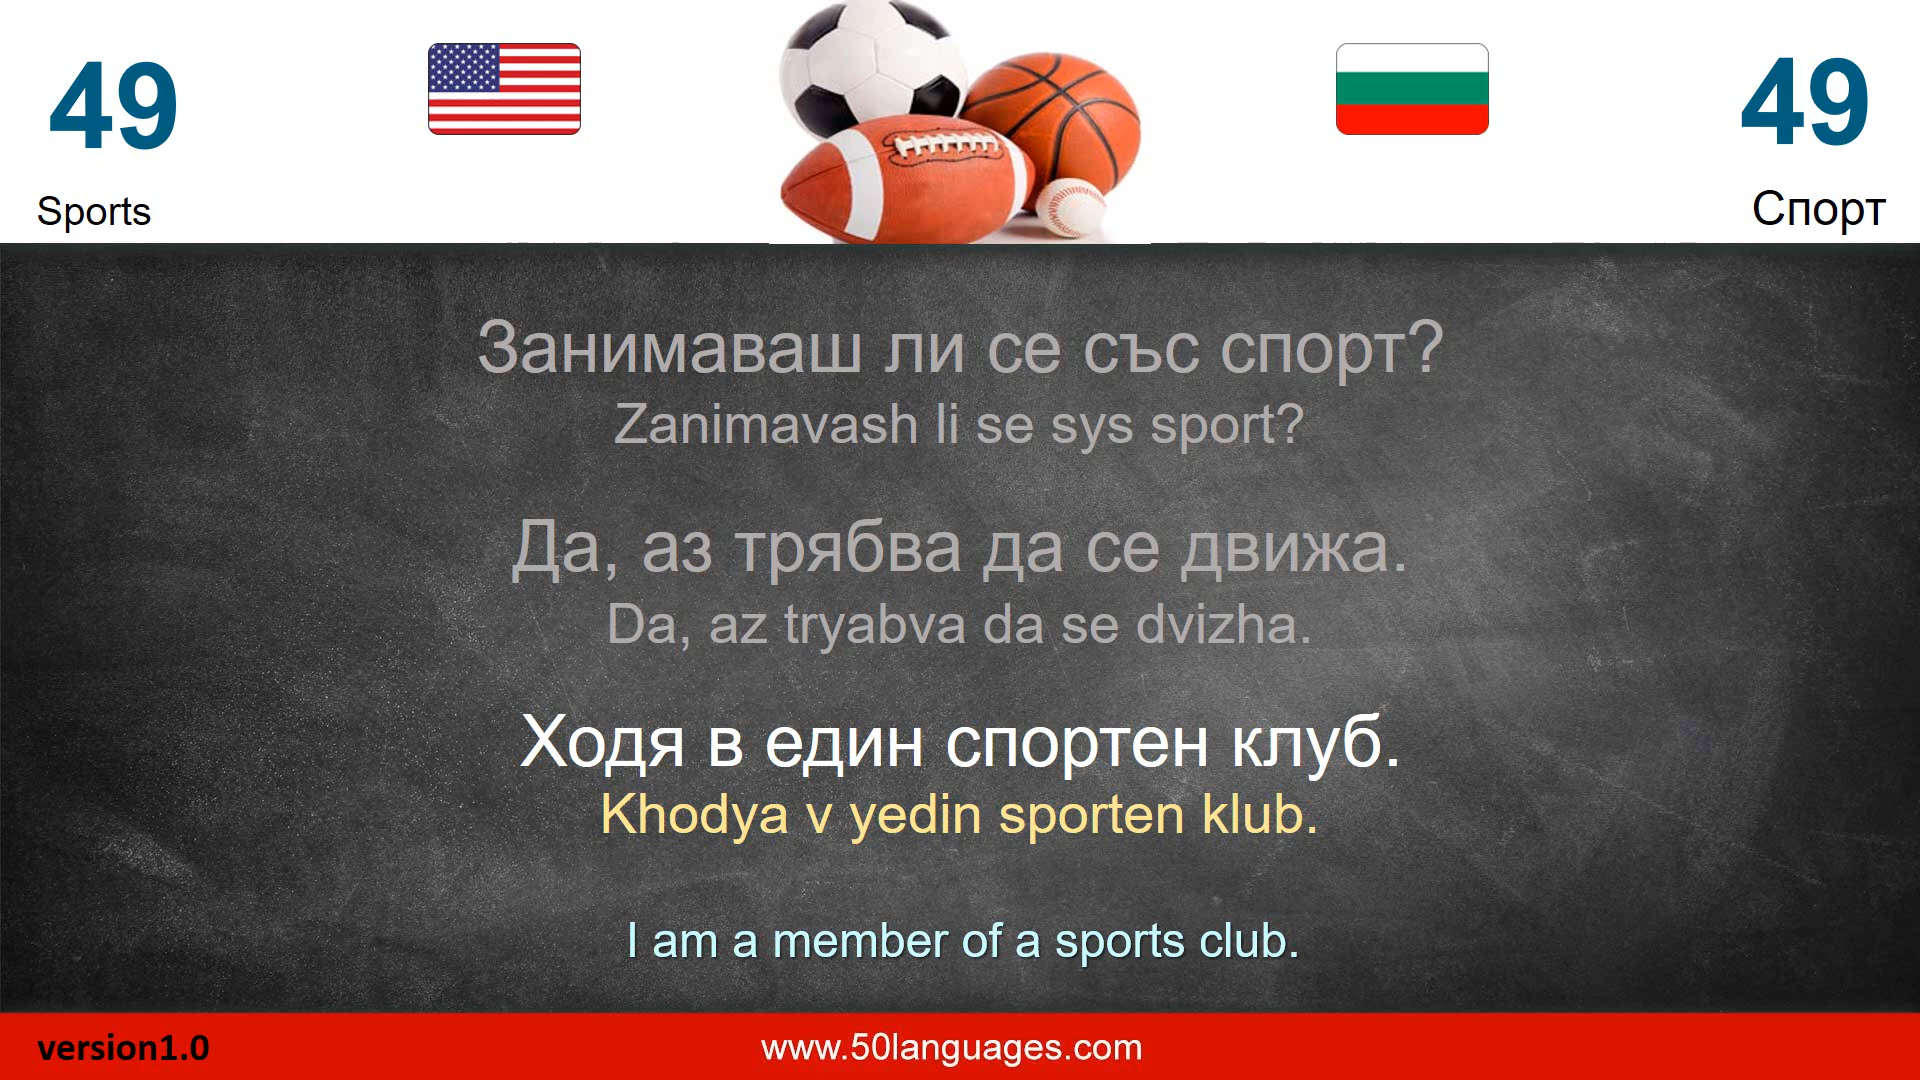 49
49
Sports
Спорт
Занимаваш ли се със спорт?
Zanimavash li se sys sport?
Да, аз трябва да се движа.
Da, az tryabva da se dvizha.
Ходя в един спортен клуб.
Khodya v yedin sporten klub.
I am a member of a sports club.
version1.0
www.50languages.com